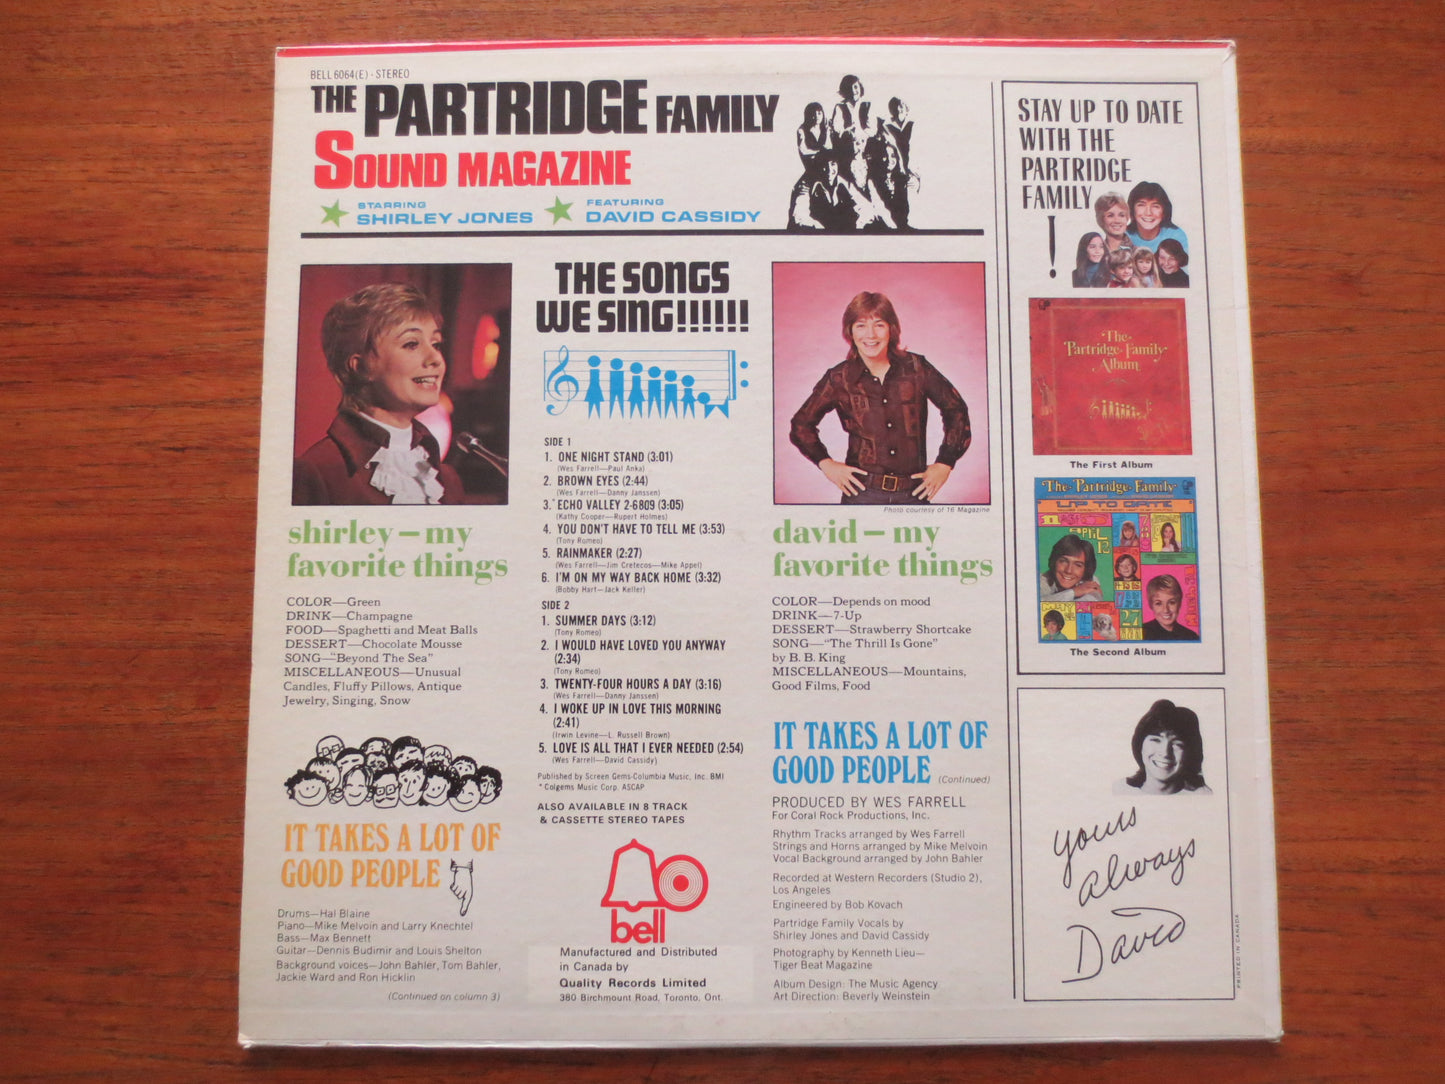 BELL 6064(E) · STEREO
THE PARTRIDGE FAMILY
SOUND MAGAZINE
STARRING
SHIRLEY JONES
FEATURING
DAVID CASSIDY
shirley—my
favorite things
COLOR—Green
DRINK—Champagne
FOOD—Spaghetti and Meat Balls
DESSERT—Chocolate Mousse
SONG—"Beyond The Sea"
MISCELLANEOUS—Unusual
Candles, Fluffy Pillows, Antique
Jewelry, Singing, Snow
IT TAKES A LOT OF
GOOD PEOPLE
Drums—Hal Blaine
Piano—Mike Melvoin and Larry Knechtel
Bass—Max Bennett
Guitar—Dennis Budimir and Louis Shelton
Background voices—John Bahler, Tom Bahler,
Jackie Ward and Ron Hicklin
(Continued on column 3)
THE SONGS
WE SING!!!!!!
SIDE 1
1. ONE NIGHT STAND (3:01)
(Wes Farrell—Paul Anka)
2. BROWN EYES (2:44)
(Wes Farrell—Danny Janssen)
3.* ECHO VALLEY 2-6809 (3:05)
(Kathy Cooper—Rupert Holmes)
4. YOU DON'T HAVE TO TELL ME (3:53)
(Tony Romeo)
5. RAINMAKER (2:27)
(Wes Farrell—Jim Cretecos—Mike Appel)
6. I'M ON MY WAY BACK HOME (3:32)
(Bobby Hart—Jack Keller)
SIDE 2
1. SUMMER DAYS (3:12)
(Tony Romeo)
2. I WOULD HAVE LOVED YOU ANYWAY
(2:34)
(Tony Romeo)
3. TWENTY-FOUR HOURS A DAY (3:16)
(Wes Farrell—Danny Janssen)
4. I WOKE UP IN LOVE THIS MORNING
(2:41)
(Irwin Levine—L. Russell Brown)
5. LOVE IS ALL THAT I EVER NEEDED (2:54)
(Wes Farrell—David Cassidy)
Published by Screen Gems-Columbia Music, Inc. BMI
* Colgems Music Corp. ASCAP
ALSO AVAILABLE IN 8 TRACK
& CASSETTE STEREO TAPES
bell
Manufactured and Distributed
in Canada by
Quality Records Limited
380 Birchmount Road, Toronto, Ont.
Photo courtesy of 16 Magazine
david—my
favorite things
COLOR—Depends on mood
DRINK—7-Up
DESSERT—Strawberry Shortcake
SONG—"The Thrill Is Gone"
by B. B. King
MISCELLANEOUS—Mountains,
Good Films, Food
IT TAKES A LOT OF
GOOD PEOPLE (Continued)
PRODUCED BY WES FARRELL
For Coral Rock Productions, Inc.
Rhythm Tracks arranged by Wes Farrell
Strings and Horns arranged by Mike Melvoin
Vocal Background arranged by John Bahler
Recorded at Western Recorders (Studio 2),
Los Angeles
Engineered by Bob Kovach
Partridge Family Vocals by
Shirley Jones and David Cassidy
Photography by Kenneth Lieu—
Tiger Beat Magazine
Album Design: The Music Agency
Art Direction: Beverly Weinstein
STAY UP TO DATE
WITH THE
PARTRIDGE
FAMILY
!
The
Partridge Family
Album
The First Album
The Partridge Family
UP TO DATE
APRIL
12
27
The Second Album
yours
always
David
PRINTED IN CANADA